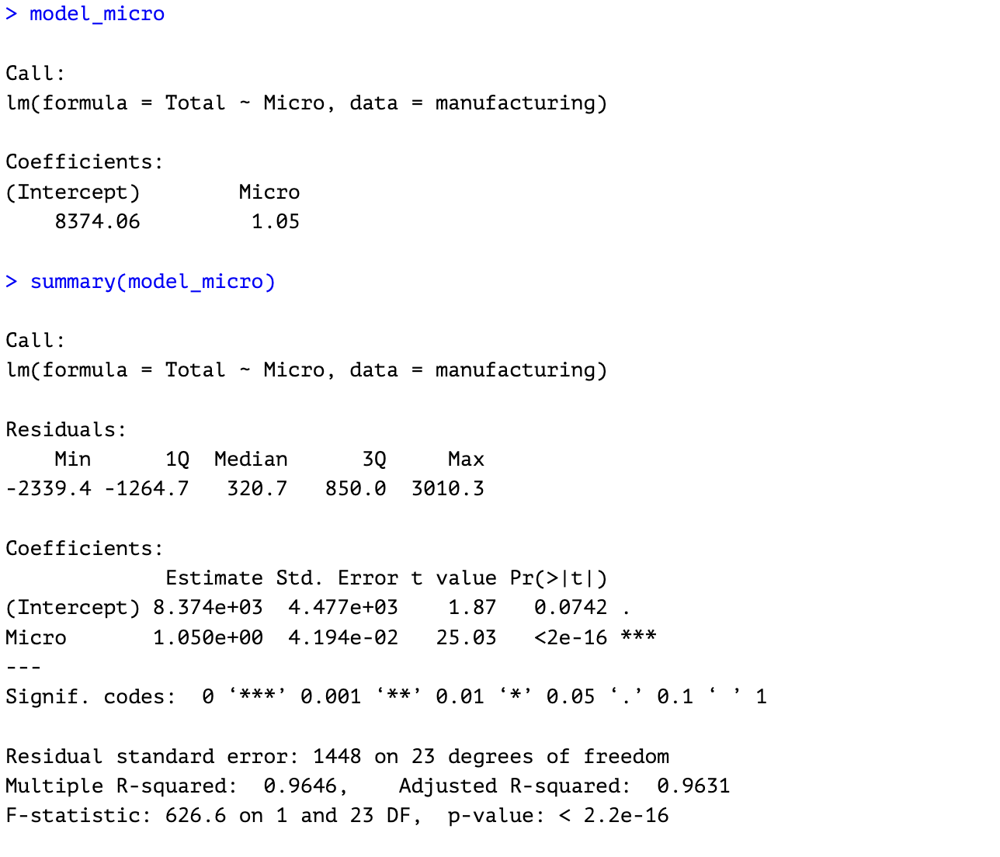 > model_micro
Call:
lm(formula = Total ~ Micro, data = manufacturing)
Coefficients:
(Intercept)        Micro
    8374.06         1.05
> summary(model_micro)
Call:
lm(formula = Total ~ Micro, data = manufacturing)
Residuals:
    Min      1Q  Median      3Q     Max
-2339.4 -1264.7   320.7   850.0  3010.3
Coefficients:
             Estimate Std. Error t value Pr(>|t|)
(Intercept) 8.374e+03  4.477e+03    1.87   0.0742 .
Micro       1.050e+00  4.194e-02   25.03   <2e-16 ***
---
Signif. codes:  0 ‘***’ 0.001 ‘**’ 0.01 ‘*’ 0.05 ‘.’ 0.1 ‘ ’ 1
Residual standard error: 1448 on 23 degrees of freedom
Multiple R-squared:  0.9646,    Adjusted R-squared:  0.9631
F-statistic: 626.6 on 1 and 23 DF,  p-value: < 2.2e-16